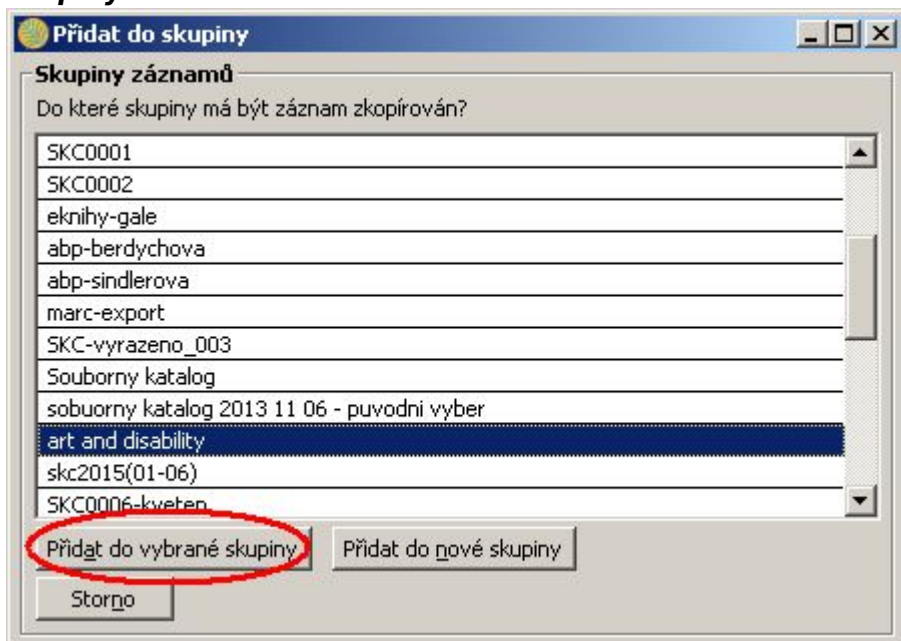 Přidat do skupiny
Skupiny záznamů
Do které skupiny má být záznam zkopírován?
SKC0001
SKC0002
eknihy-gale
abp-berdychova
abp-sindlerova
marc-export
SKC-vyrazeno_003
Souborny katalog
sobuorny katalog 2013 11 06 - puvodni vyber
art and disability
skc2015(01-06)
SKC0006-kveten
Přidat do vybrané skupiny Přidat do nové skupiny
Storno